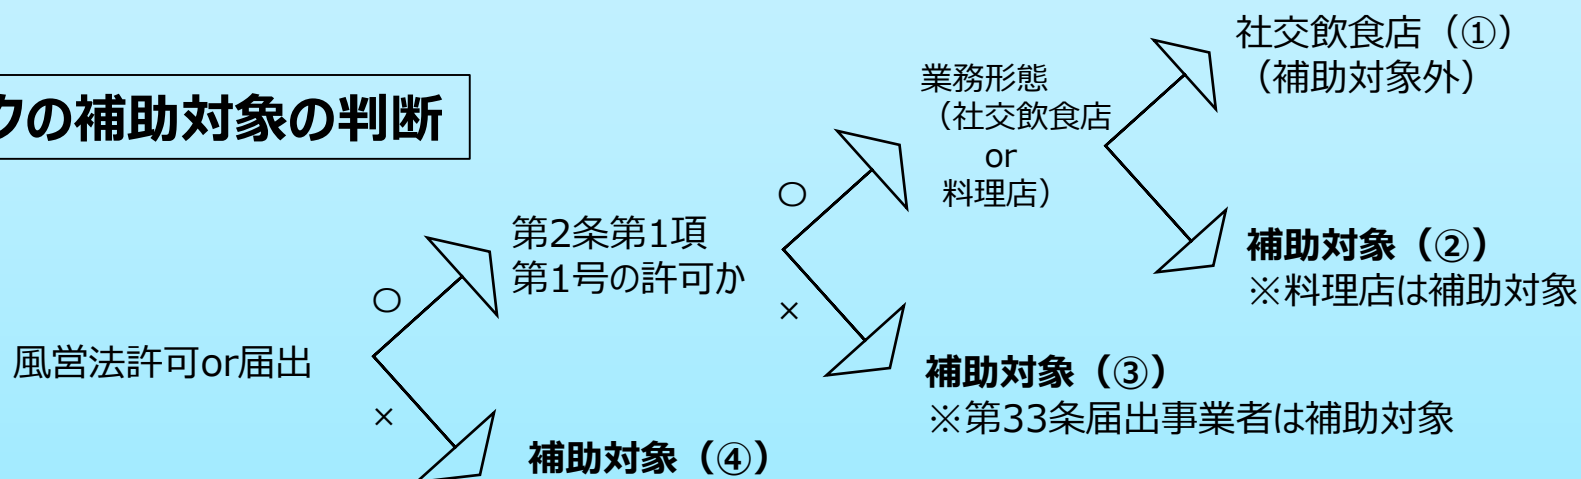 クの補助対象の判断
風営法許可or届出
○
×
第2条第1項
第1号の許可か
○
×
業務形態
（社交飲食店
or
料理店）
社交飲食店（①）
（補助対象外）
補助対象（②）
※料理店は補助対象
補助対象（③）
※第33条届出事業者は補助対象
補助対象（④）